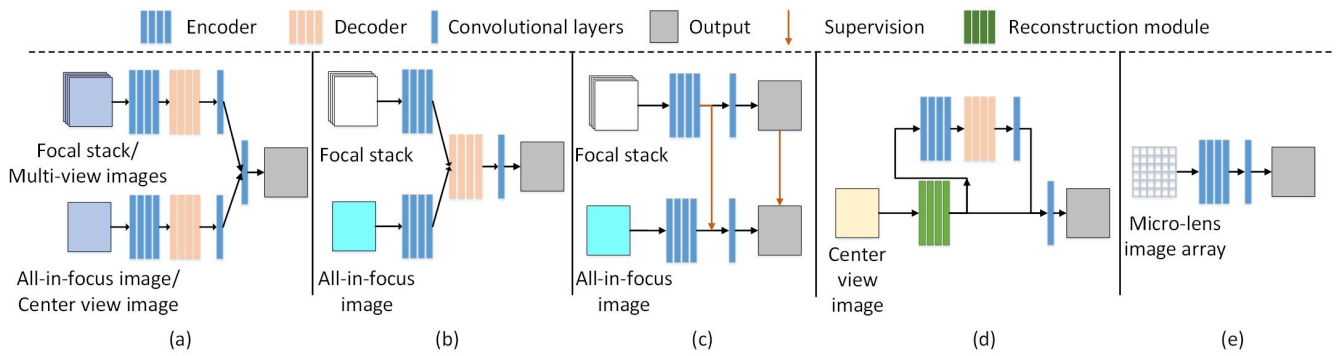 Encoder Decoder Convolutional layers Output Supervision Reconstruction module
Focal stack/
Multi-view images
All-in-focus image/
Center view image
(a)
Focal stack
All-in-focus
image
(b)
Focal stack
All-in-focus image
(c)
Center
view
image
(d)
Micro-lens
image array
(e)